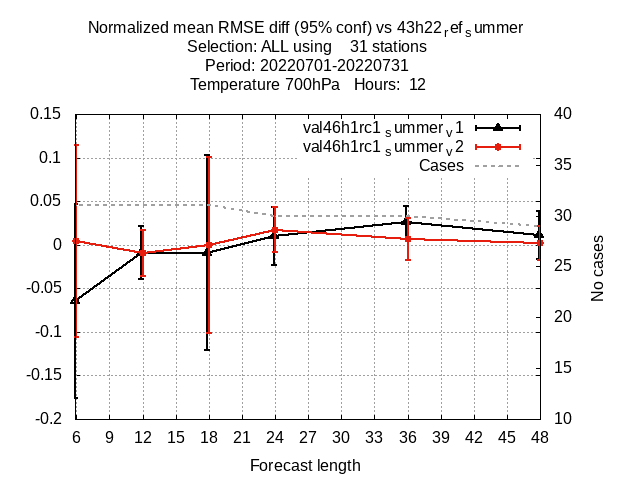 Normalized mean RMSE diff (95% conf) vs 43h22refsummer
Selection: ALL using 31 stations
Period: 20220701-20220731
Temperature 700hPa Hours: 12
0.15
0.1
0.05
0
-0.05
-0.1
-0.15
-0.2
val46h1rc1summerv1
val46h1rc1summerv2
Cases
40
35
30
25
20
15
10
No cases
6 9 12 15 18 21 24 27 30 33 36 39 42 45 48
Forecast length